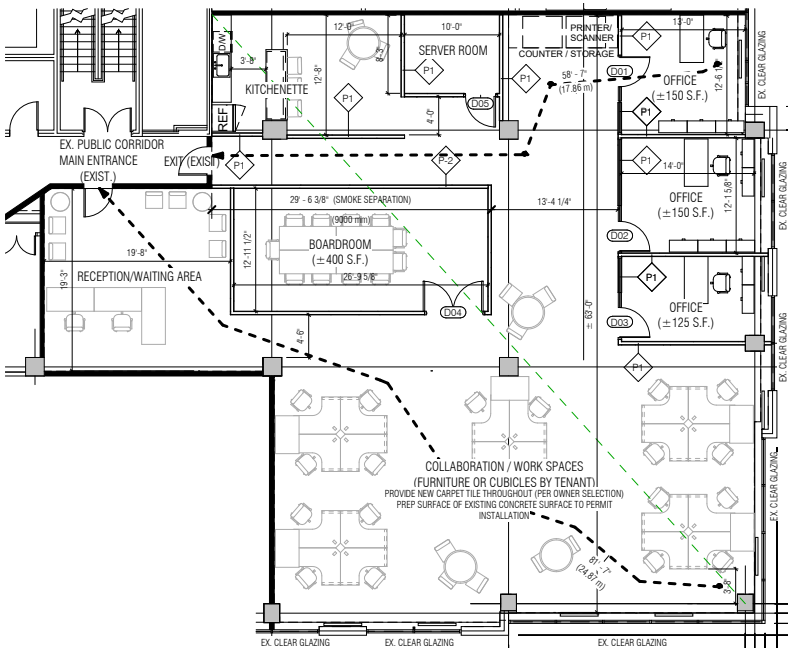 12'-0"
10'-0"
PRINTER/
SCANNER
13'-0"
D/W
3'-8"
12'-8"
8'-3"
SERVER ROOM
COUNTER / STORAGE
P1
P1
P1
D01
58' - 7"
(17.86 m)
OFFICE
(±150 S.F.)
12'-6 1/
KITCHENETTE
REF.
P1
4'-0"
D05
P1
EX. CLEAR GLAZING
EX. PUBLIC CORRIDOR
MAIN ENTRANCE
(EXIST.)
EXIT (EXIST
P1
P-2
P1
14'-0"
OFFICE
(±150 S.F.)
12'-1 5/8"
EX. CLEAR GLAZING
29' - 6 3/8" (SMOKE SEPARATION)
(9000 mm)
13'-4 1/4"
12'-11 1/2"
BOARDROOM
(±400 S.F.)
26'-9 5/8"
D02
19'-8"
19'-3"
RECEPTION/WAITING AREA
P1
OFFICE
(±125 S.F.)
D04
D03
± 63'-0"
4'-6"
P1
EX. CLEAR GLAZING
COLLABORATION / WORK SPACES
(FURNITURE OR CUBICLES BY TENANT)
PROVIDE NEW CARPET TILE THROUGHOUT (PER OWNER SELECTION)
PREP SURFACE OF EXISTING CONCRETE SURFACE TO PERMIT
INSTALLATION
EX. CLEAR GLAZING
81'- 7"
(24.87 m)
3'-8"
EX. CLEAR GLAZING
EX. CLEAR GLAZING
EX. CLEAR GLAZING